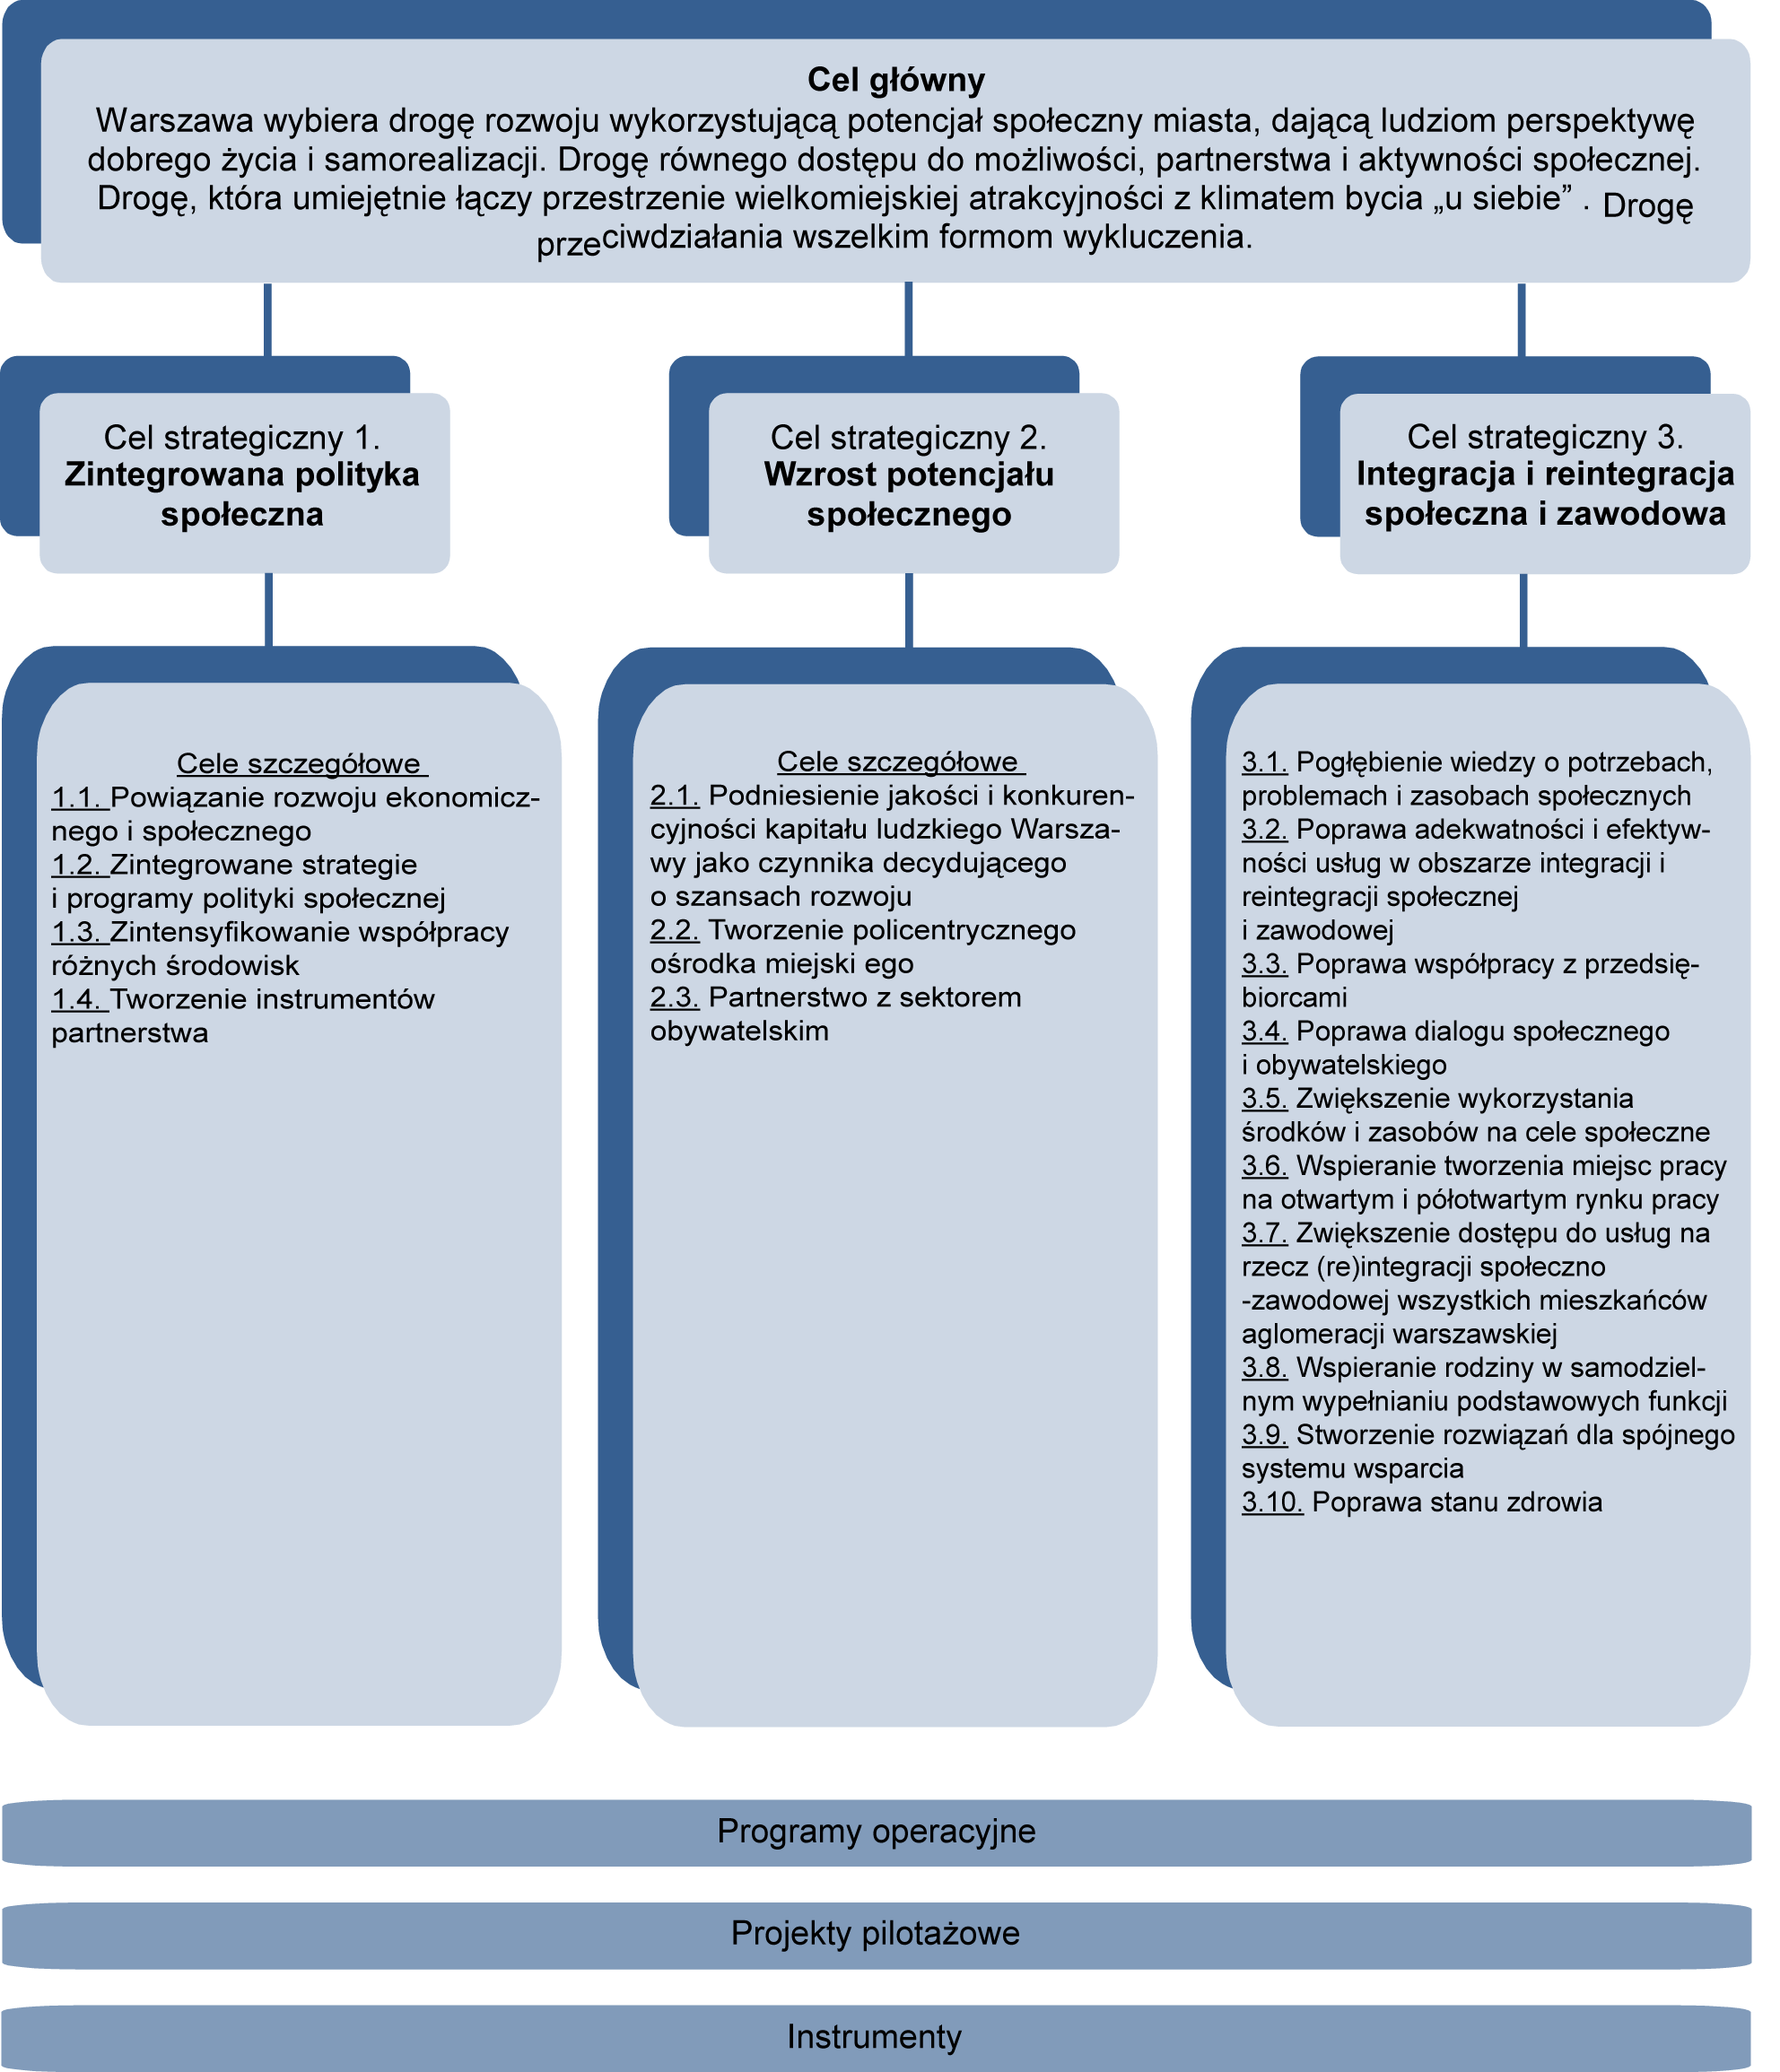 Cel główny
Warszawa wybiera drogę rozwoju wykorzystującą potencjał społeczny miasta, dającą ludziom perspektywę
dobrego życia i samorealizacji. Drogę równego dostępu do możliwości, partnerstwa i aktywności społecznej.
Drogę, która umiejętnie łączy przestrzenie wielkomiejskiej atrakcyjności z klimatem bycia „u siebie” . Drogę
przeciwdziałania wszelkim formom wykluczenia.
Cel strategiczny 1.
Zintegrowana polityka
społeczna
Cel strategiczny 2.
Wzrost potencjału
społecznego
Cel strategiczny 3.
Integracja i reintegracja
społeczna i zawodowa
Cele szczegółowe
1.1. Powiązanie rozwoju ekonomicz-
nego i społecznego
1.2. Zintegrowane strategie
i programy polityki społecznej
1.3. Zintensyfikowanie współpracy
różnych środowisk
1.4. Tworzenie instrumentów
partnerstwa
Cele szczegółowe
2.1. Podniesienie jakości i konkuren-
cyjności kapitału ludzkiego Warsza-
wy jako czynnika decydującego
o szansach rozwoju
2.2. Tworzenie policentrycznego
ośrodka miejski ego
2.3. Partnerstwo z sektorem
obywatelskim
3.1. Pogłębienie wiedzy o potrzebach,
problemach i zasobach społecznych
3.2. Poprawa adekwatności i efektyw-
ności usług w obszarze integracji i
reintegracji społecznej
i zawodowej
3.3. Poprawa współpracy z przedsię-
biorcami
3.4. Poprawa dialogu społecznego
i obywatelskiego
3.5. Zwiększenie wykorzystania
środków i zasobów na cele społeczne
3.6. Wspieranie tworzenia miejsc pracy
na otwartym i półotwartym rynku pracy
3.7. Zwiększenie dostępu do usług na
rzecz (re)integracji społeczno
-zawodowej wszystkich mieszkańców
aglomeracji warszawskiej
3.8. Wspieranie rodziny w samodziel-
nym wypełnianiu podstawowych funkcji
3.9. Stworzenie rozwiązań dla spójnego
systemu wsparcia
3.10. Poprawa stanu zdrowia
Programy operacyjne
Projekty pilotażowe
Instrumenty